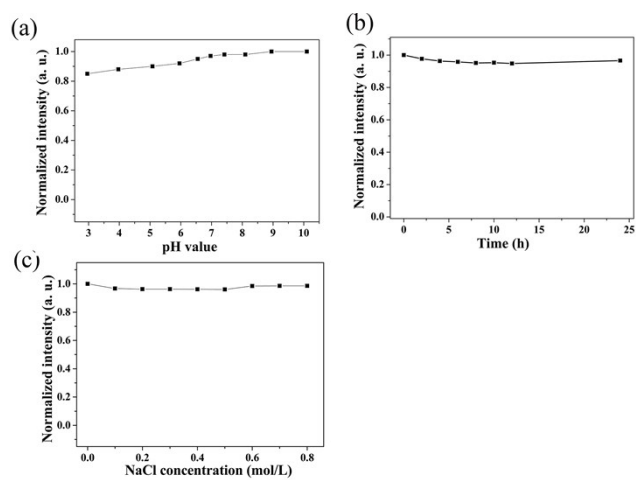 (a)
Normalized intensity (a. u.)
1.0
0.8
0.6
0.4
0.2
0.0
3 4 5 6 7 8 9 10
pH value
(b)
Normalized intensity (a. u.)
1.0
0.8
0.6
0.4
0.2
0.0
0 5 10 15 20 25
Time (h)
(c)
Normalized intensity (a. u.)
1.0
0.8
0.6
0.4
0.2
0.0
0.0 0.2 0.4 0.6 0.8
NaCl concentration (mol/L)